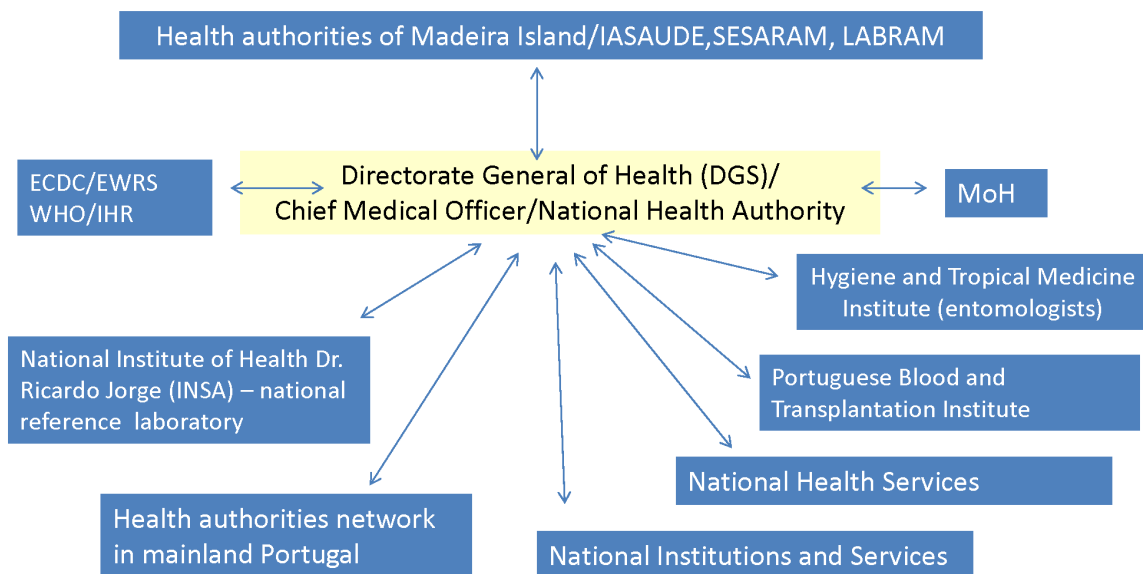 Health authorities of Madeira Island/IASAUDE,SESARAM, LABRAM
ECDC/EWRS
WHO/IHR
Directorate General of Health (DGS)/
Chief Medical Officer/National Health Authority
MoH
Hygiene and Tropical Medicine
Institute (entomologists)
National Institute of Health Dr.
Ricardo Jorge (INSA) – national
reference laboratory
Portuguese Blood and
Transplantation Institute
National Health Services
Health authorities network
in mainland Portugal
National Institutions and Services